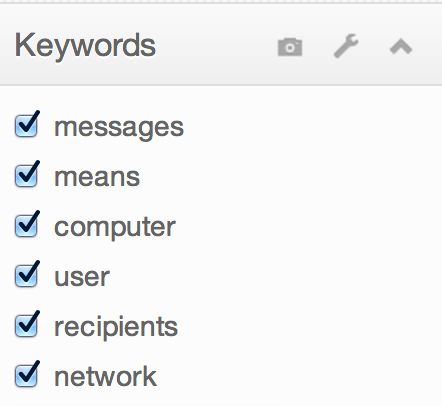 Keywords
messages
means
computer
user
recipients
network